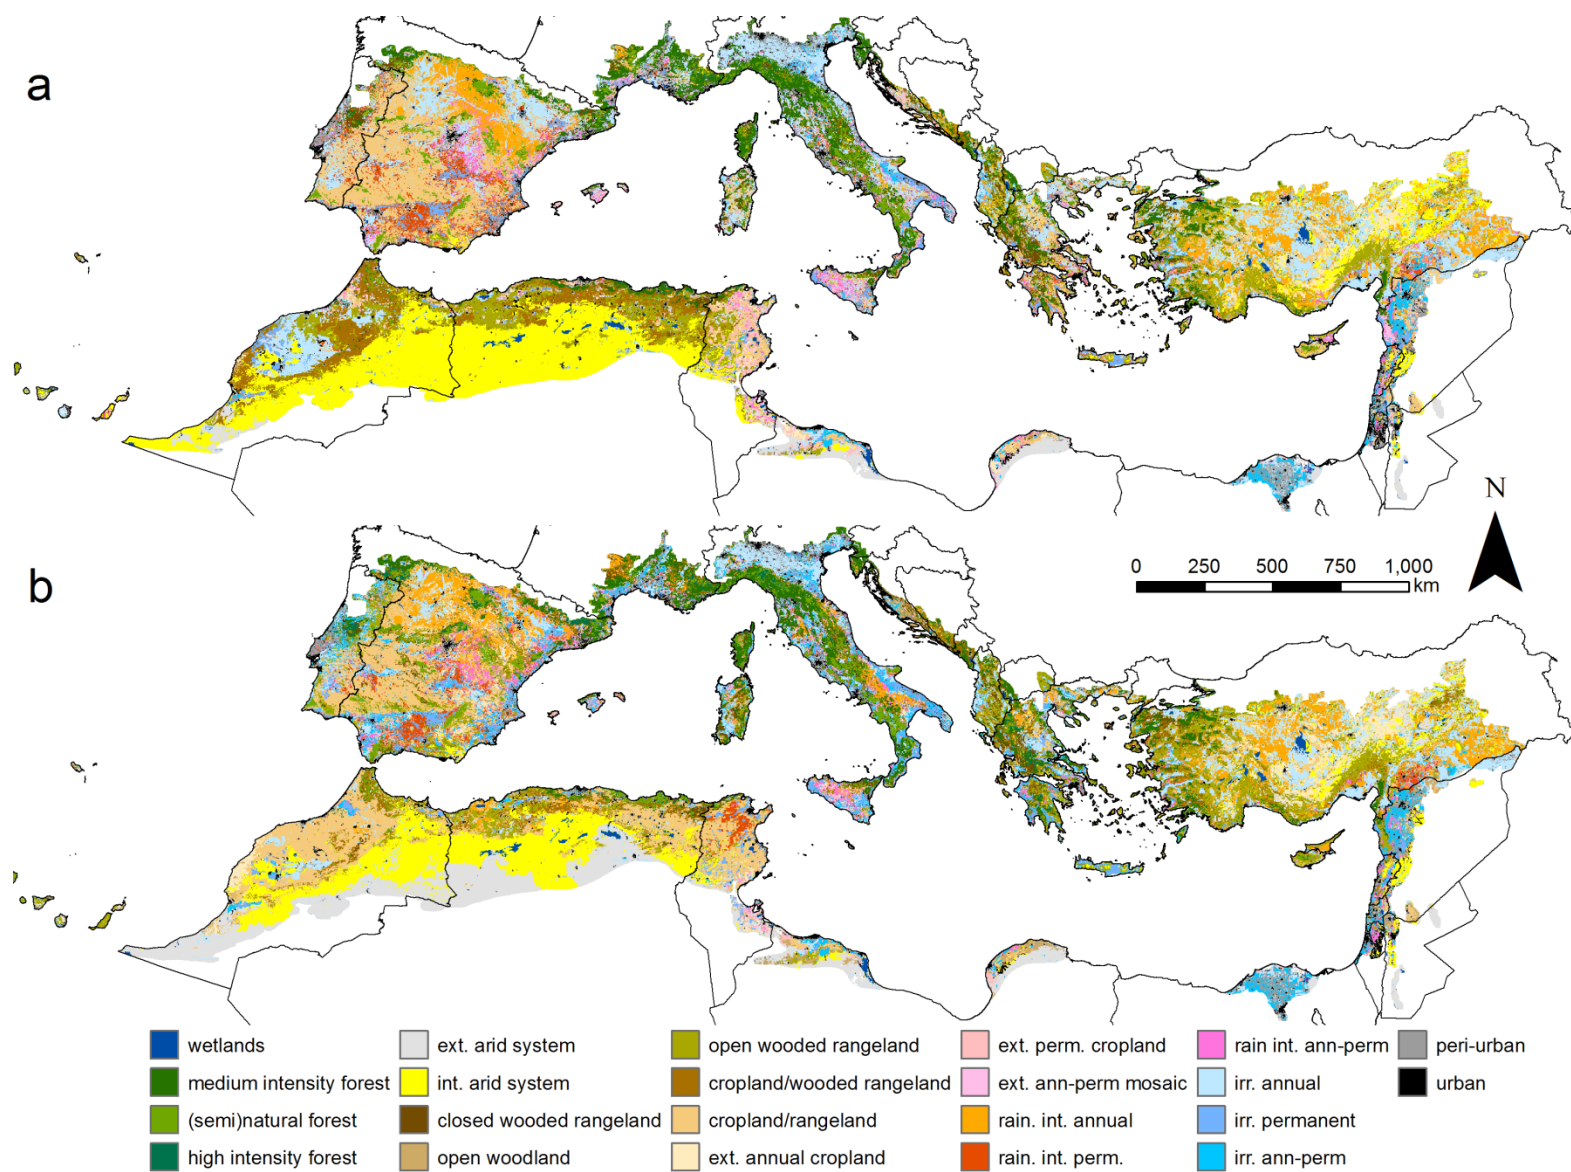 a
N
b
0 250 500 750 1,000
km
wetlands ext. arid system open wooded rangeland ext. perm. cropland rain int. ann-perm peri-urban
medium intensity forest int. arid system cropland/wooded rangeland ext. ann-perm mosaic irr. annual urban
(semi)natural forest closed wooded rangeland cropland/rangeland rain. int. annual irr. permanent
high intensity forest open woodland ext. annual cropland rain. int. perm. irr. ann-perm